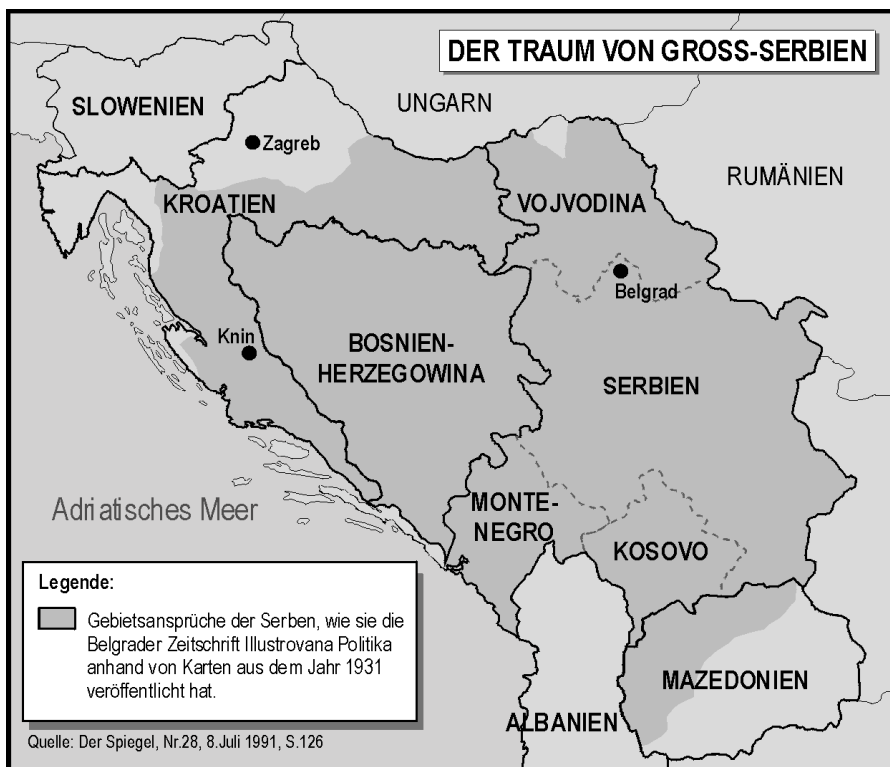 DER TRAUM VON GROSS-SERBIEN
UNGARN
SLOWENIEN
Zagreb
RUMÄNIEN
KROATIEN
VOJVODINA
Belgrad
Knin
BOSNIEN-
HERZEGOWINA
SERBIEN
Adriatisches Meer
MONTE-
NEGRO
KOSOVO
Legende:
Gebietsansprüche der Serben, wie sie die
Belgrader Zeitschrift Illustrovana Politika
anhand von Karten aus dem Jahr 1931
veröffentlicht hat.
MAZEDONIEN
ALBANIEN
Quelle: Der Spiegel, Nr.28, 8.Juli 1991, S.126